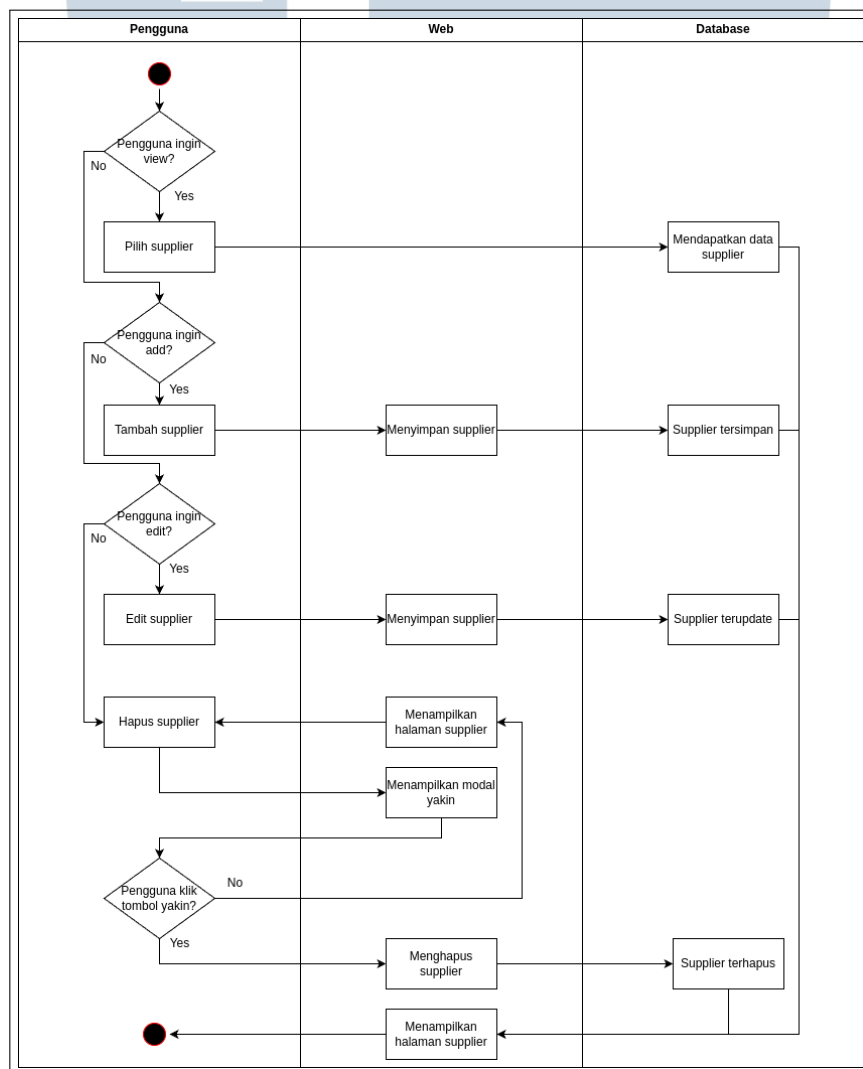 Pengguna
Web
Database
Pengguna ingin
view?
No
Yes
Pilih supplier
Mendapatkan data
supplier
Pengguna ingin
add?
No
Yes
Tambah supplier
Menyimpan supplier
Supplier tersimpan
Pengguna ingin
edit?
No
Yes
Edit supplier
Menyimpan supplier
Supplier terupdate
Hapus supplier
Menampilkan
halaman supplier
Menampilkan modal
yakin
Pengguna klik
tombol yakin?
No
Yes
Menghapus
supplier
Supplier terhapus
Menampilkan
halaman supplier